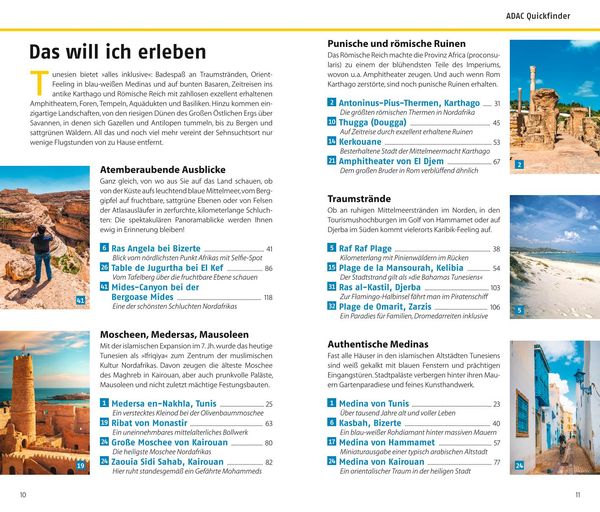 ADAC Quickfinder
Das will ich erleben
Tunesien bietet »alles inklusive«: Badespaß an Traumstränden, Orient-
Feeling in blau-weißen Medinas und auf bunten Basaren, Zeitreisen ins
antike Karthago und Römische Reich mit zahllosen exzellent erhaltenen
Amphitheatern, Foren, Tempeln, Aquädukten und Basiliken. Hinzu kommen ein-
zigartige Landschaften, von den riesigen Dünen des Großen Östlichen Ergs über
Savannen, in denen sich Gazellen und Antilopen tummeln, bis zu Bergen und
sattgrünen Wäldern. All das und noch viel mehr vereint der Sehnsuchtsort nur
wenige Flugstunden von zu Hause entfernt.
41
Atemberaubende Ausblicke
Ganz gleich, von wo aus Sie auf das Land schauen, ob
von der Küste aufs leuchtend blaue Mittelmeer, vom Berg-
gipfel auf fruchtbare, sattgrüne Ebenen oder von Felsen
der Atlasausläufer in zerfurchte, kilometerlange Schluch-
ten: Die spektakulären Panoramablicke werden Ihnen
ewig in Erinnerung bleiben!
6 Ras Angela bei Bizerte 41
Blick vom nördlichsten Punkt Afrikas mit Selfie-Spot
26 Table de Jugurtha bei El Kef 86
Vom Tafelberg über die fruchtbare Ebene schauen
41 Mides-Canyon bei der
Bergoase Mides 118
Eine der schönsten Schluchten Nordafrikas
19
Moscheen, Medersas, Mausoleen
Mit der islamischen Expansion im 7. Jh. wurde das heutige
Tunesien als »Ifriqiya« zum Zentrum der muslimischen
Kultur Nordafrikas. Davon zeugen die älteste Moschee
des Maghreb in Kairouan, aber auch prunkvolle Paläste,
Mausoleen und nicht zuletzt mächtige Festungsbauten.
1 Medersa en-Nakhla, Tunis 25
Ein verstecktes Kleinod bei der Olivenbaummoschee
19 Ribat von Monastir 63
Ein uneinnehmbares mittelalterliches Bollwerk
24 Große Moschee von Kairouan 80
Die heiligste Moschee Nordafrikas
24 Zaouia Sidi Sahab, Kairouan 82
Hier ruht standesgemäß ein Gefährte Mohammeds
10
Punische und römische Ruinen
Das Römische Reich machte die Provinz Africa (proconsu-
laris) zu einem der blühendsten Teile des Imperiums,
wovon u.a. Amphitheater zeugen. Und auch wenn Rom
Karthago zerstörte, sind noch punische Ruinen erhalten.
2 Antoninus-Pius-Thermen, Karthago 31
Die größten römischen Thermen in Nordafrika
10 Thugga (Dougga) 45
Auf Zeitreise durch exzellent erhaltene Ruinen
14 Kerkouane 53
Besterhaltene Stadt der Mittelmeermacht Karthago
21 Amphitheater von El Djem 67
Dem großen Bruder in Rom verblüffend ähnlich
2
Traumstrände
Ob an ruhigen Mittelmeerstränden im Norden, in den
Tourismushochburgen im Golf von Hammamet oder auf
Djerba im Süden kommt vielerorts Karibik-Feeling auf.
5 Raf Raf Plage 38
Kilometerlang mit Pinienwäldern im Rücken
15 Plage de la Mansourah, Kelibia 54
Der Stadtstrand gilt als »die Bahamas Tunesiens«
31 Ras al-Kastil, Djerba 103
Zur Flamingo-Halbinsel fährt man im Piratenschiff
32 Plage de Omarit, Zarzis 106
Ein Paradies für Familien, Dromedarreiten inklusive
5
Authentische Medinas
Fast alle Häuser in den islamischen Altstädten Tunesiens
sind weiß gekalkt mit blauen Fenstern und prächtigen
Eingangstüren. Stadtpaläste verbergen hinter ihren Mau-
ern Gartenparadiese und feines Kunsthandwerk.
1 Medina von Tunis 23
Über tausend Jahre alt und voller Leben
6 Kasbah, Bizerte 40
Ein blau-weißer Rohdiamant hinter massiven Mauern
17 Medina von Hammamet 57
Miniaturausgabe einer typisch arabischen Altstadt
24 Medina von Kairouan 77
Ein orientalischer Traum in der heiligen Stadt
24
11